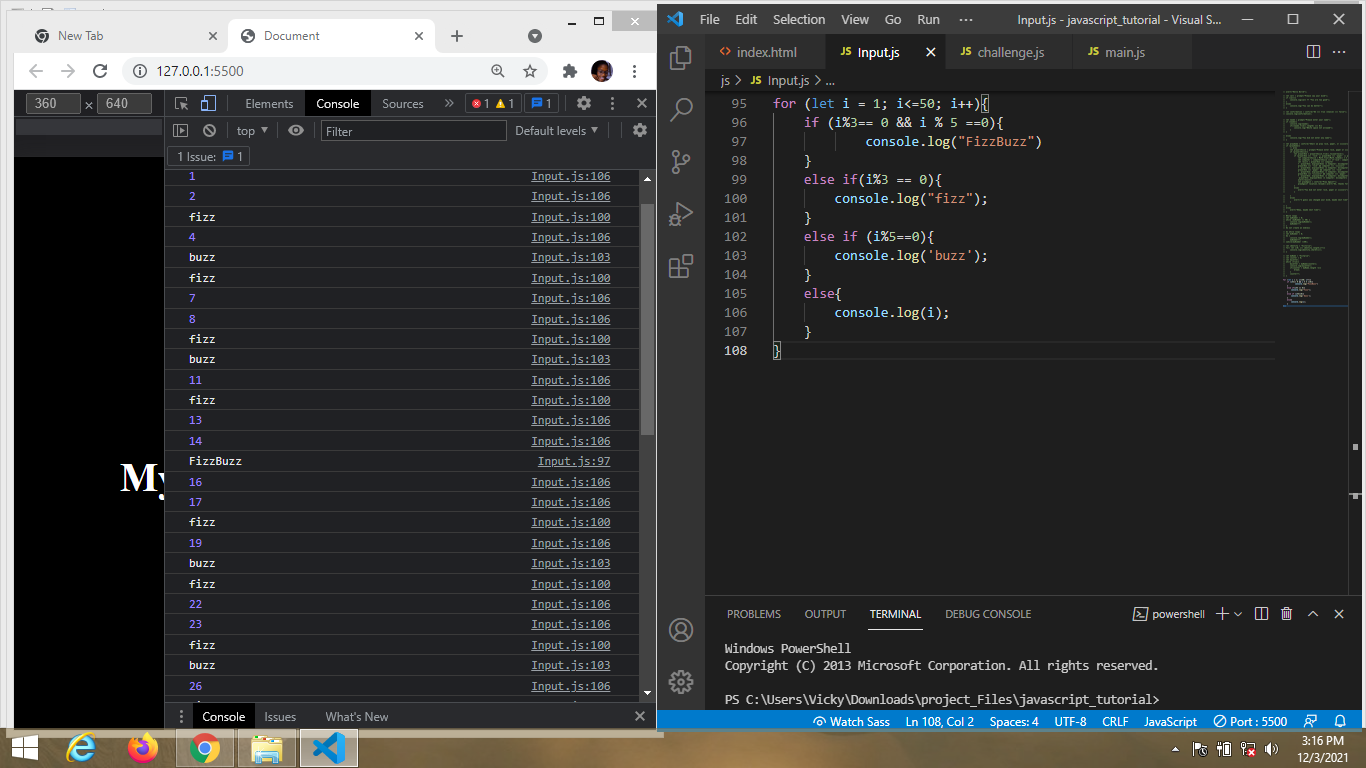 New Tab
Document
127.0.0.1:5500
360 × 640
Elements Console Sources » 1 1 1
top Filter Default levels
1 Issue: 1
1 Input.js:106
2 Input.js:106
fizz Input.js:100
4 Input.js:106
buzz Input.js:103
fizz Input.js:100
7 Input.js:106
8 Input.js:106
fizz Input.js:100
buzz Input.js:103
11 Input.js:106
fizz Input.js:100
13 Input.js:106
14 Input.js:106
FizzBuzz Input.js:97
16 Input.js:106
17 Input.js:106
fizz Input.js:100
19 Input.js:106
buzz Input.js:103
fizz Input.js:100
22 Input.js:106
23 Input.js:106
fizz Input.js:100
buzz Input.js:103
26 Input.js:106
Console Issues What's New
File Edit Selection View Go Run ··· Input.js - javascript_tutorial - Visual S...
<> index.html JS Input.js JS challenge.js JS main.js
js > JS Input.js > ...
95 for (let i = 1; i<=50; i++){
96 if (i%3== 0 && i % 5 ==0){
97 console.log("FizzBuzz")
98 }
99 else if(i%3 == 0){
100 console.log("fizz");
101 }
102 else if (i%5==0){
103 console.log('buzz');
104 }
105 else{
106 console.log(i);
107 }
108 }
PROBLEMS OUTPUT TERMINAL DEBUG CONSOLE powershell
Windows PowerShell
Copyright (C) 2013 Microsoft Corporation. All rights reserved.
PS C:\Users\Vicky\Downloads\project_Files\javascript_tutorial>
Watch Sass Ln 108, Col 2 Spaces: 4 UTF-8 CRLF JavaScript Port : 5500
3:16 PM
12/3/2021